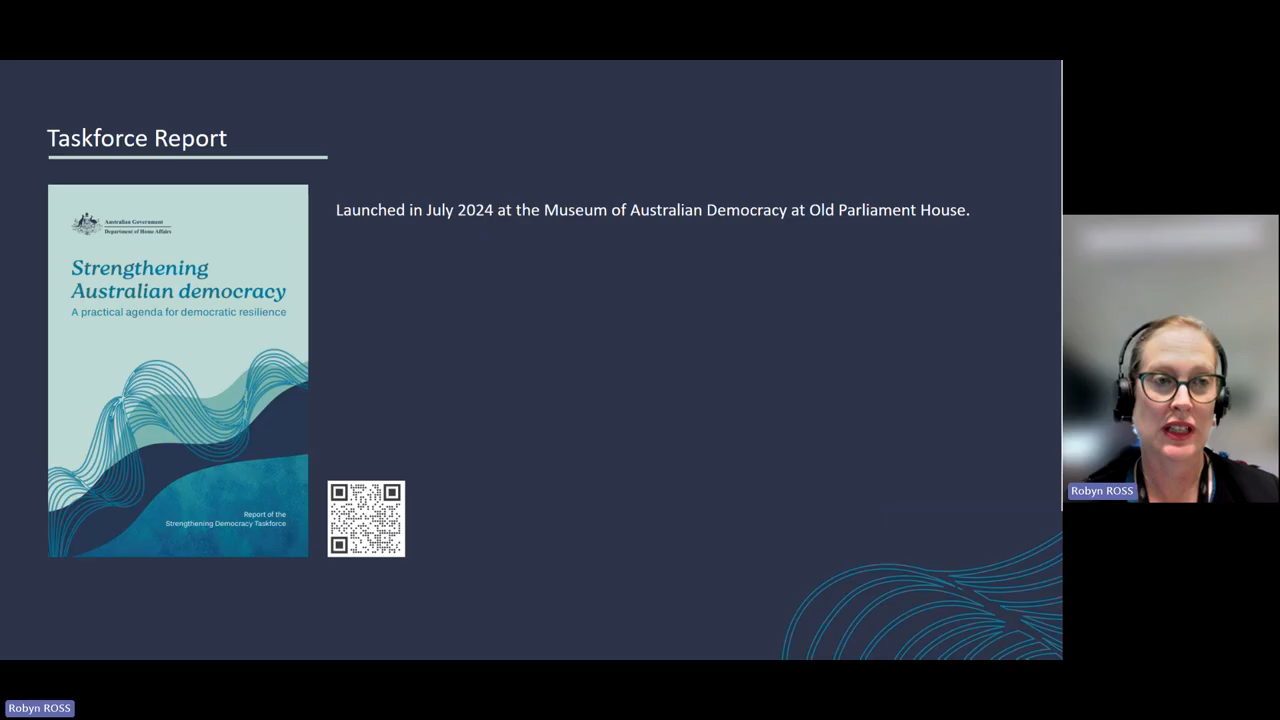 Taskforce Report
Australian Government
Department of Home Affairs
Strengthening
Australian democracy
A practical agenda for democratic resilience
Report of the
Strengthening Democracy Taskforce
Launched in July 2024 at the Museum of Australian Democracy at Old Parliament House.
Robyn ROSS
Robyn ROSS